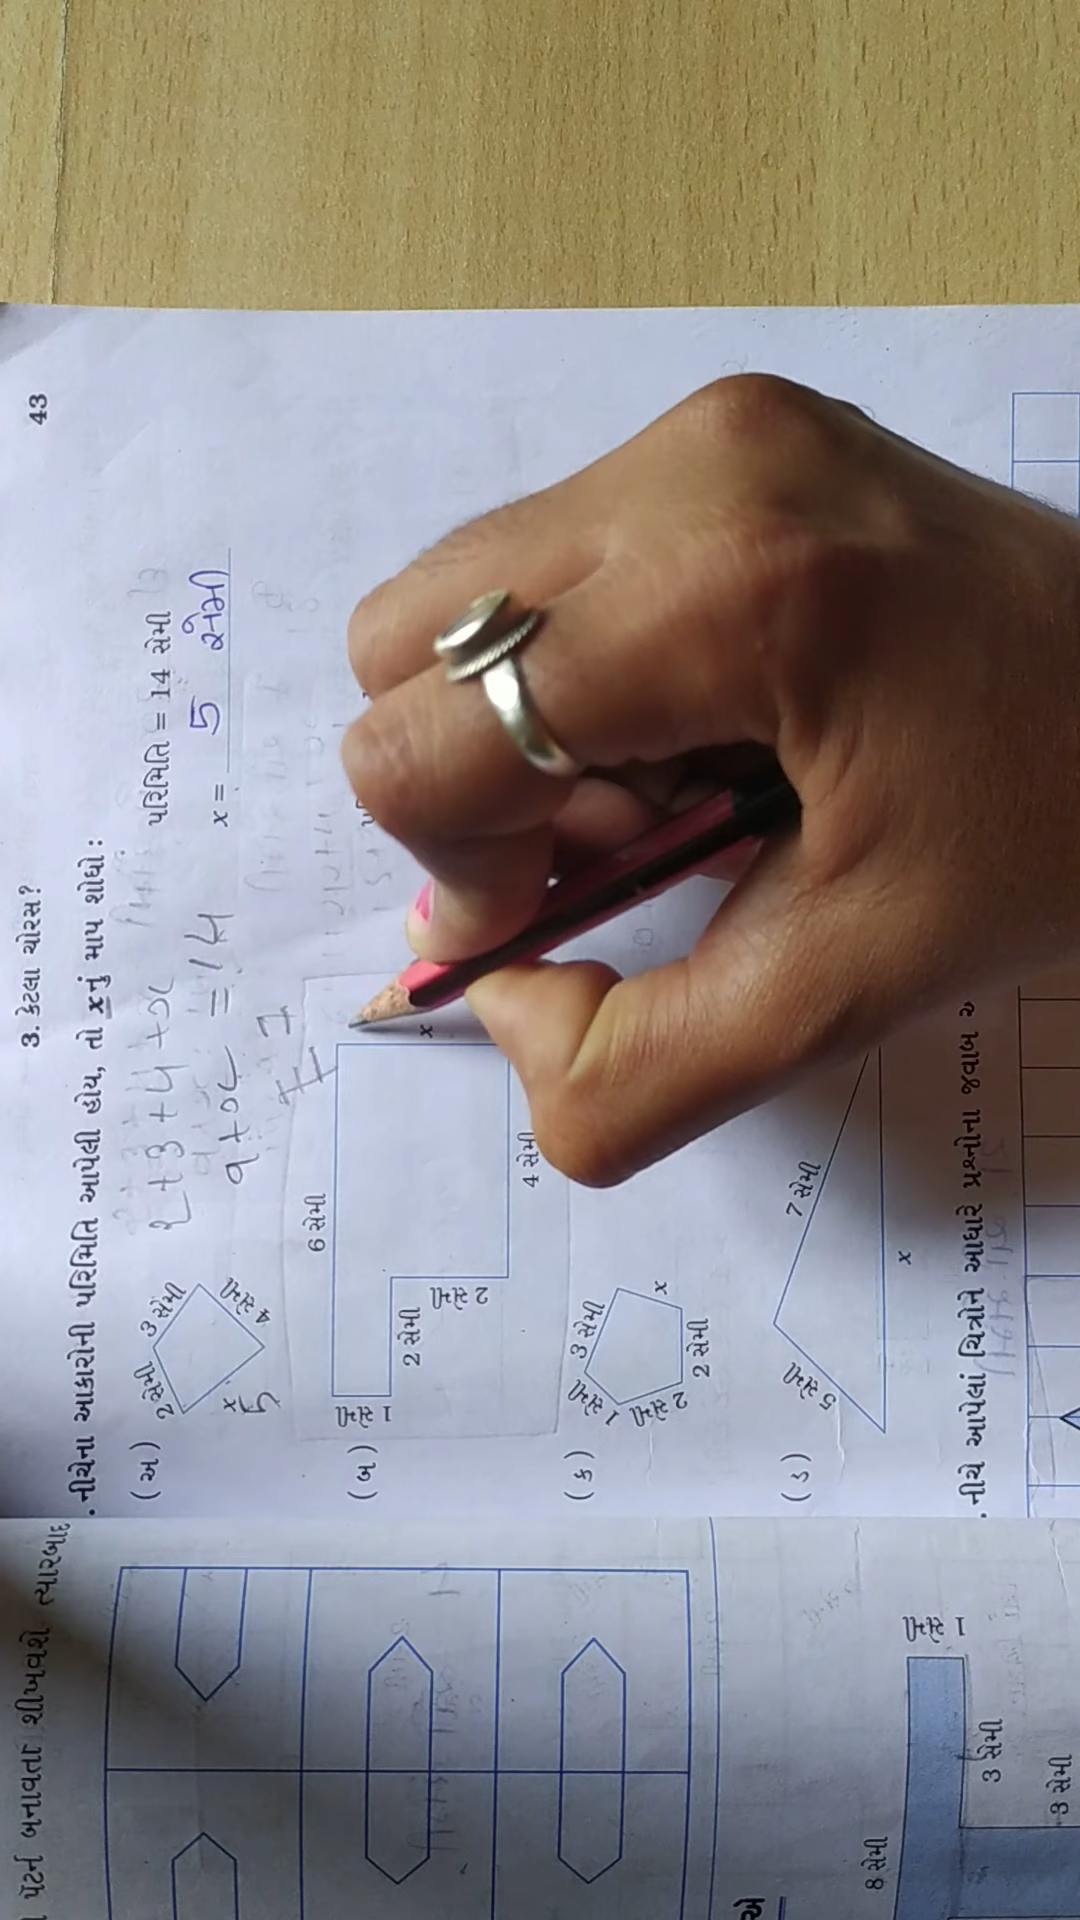 43
3. કેટલા ચોરસ?
. નીચેના આકારોની પરિમિતિ આપેલી હોય, તો x નું માપ શોધો :
( અ )
2 સેમી
3 સેમી
4 સેમી
x
5
2+3+4+x
9+x = 14
પરિમિતિ = 14 સેમી
x = 5 સેમી
( બ )
6 સેમી
1 સેમી
2 સેમી
2 સેમી
4 સેમી
x
( ક )
3 સેમી
1 સેમી
2 સેમી
2 સેમી
x
( ડ )
7 સેમી
5 સેમી
x
. નીચે આપેલાં ચિત્રોને આધારે પ્રશ્નોના જવાબ
પેટર્ન બનાવતા શીખવશે. ત્યારબાદ
8 સેમી
1 સેમી
3 સેમી
3 સેમી